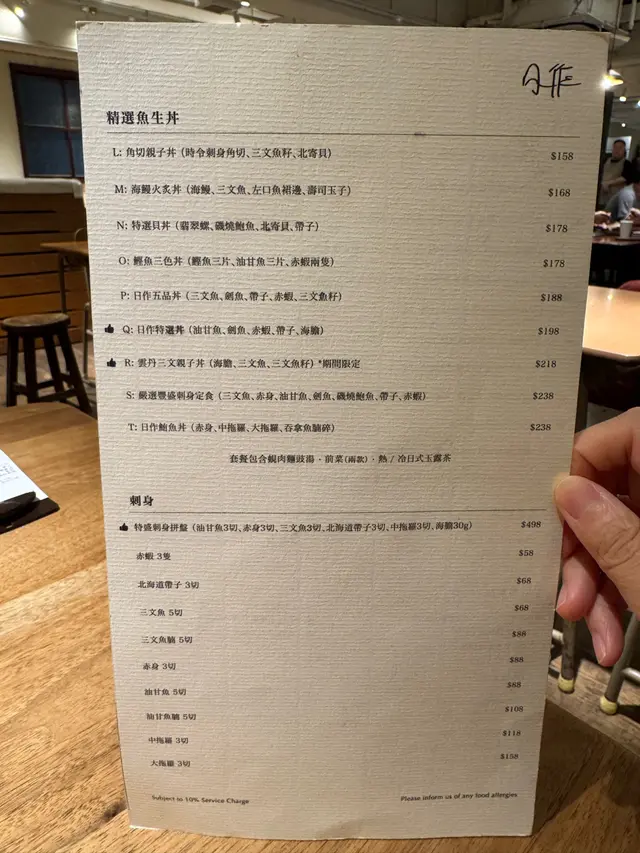 日作
精選魚生丼
L: 角切親子丼 (時令刺身角切、三文魚籽、北寄貝) $158
M: 海鰻火炙丼 (海鰻、三文魚、左口魚裙邊、壽司玉子) $168
N: 特選貝丼 (翡翠螺、磯燒鮑魚、北寄貝、帶子) $178
O: 鰹魚三色丼 (鰹魚三片、油甘魚三片、赤蝦兩隻) $178
P: 日作五品丼 (三文魚、劍魚、帶子、赤蝦、三文魚籽) $188
Q: 日作特選丼 (油甘魚、劍魚、赤蝦、帶子、海膽) $198
R: 雲丹三文親子丼 (海膽、三文魚、三文魚籽) *期間限定 $218
S: 嚴選豐盛刺身定食 (三文魚、赤身、油甘魚、劍魚、磯燒鮑魚、帶子、赤蝦) $238
T: 日作鮪魚丼 (赤身、中拖羅、大拖羅、吞拿魚腩碎) $238
套餐包含蜆肉麵豉湯・前菜(兩款)・熱 / 冷日式玉露茶
刺身
特盛刺身拼盤 (油甘魚3切、赤身3切、三文魚3切、北海道帶子3切、中拖羅3切、海膽30g) $498
赤蝦 3隻 $58
北海道帶子 3切 $68
三文魚 5切 $68
三文魚腩 5切 $88
赤身 3切 $88
油甘魚 5切 $88
油甘魚腩 5切 $108
中拖羅 3切 $118
大拖羅 3切 $158
Subject to 10% Service Charge
Please inform us of any food allergies